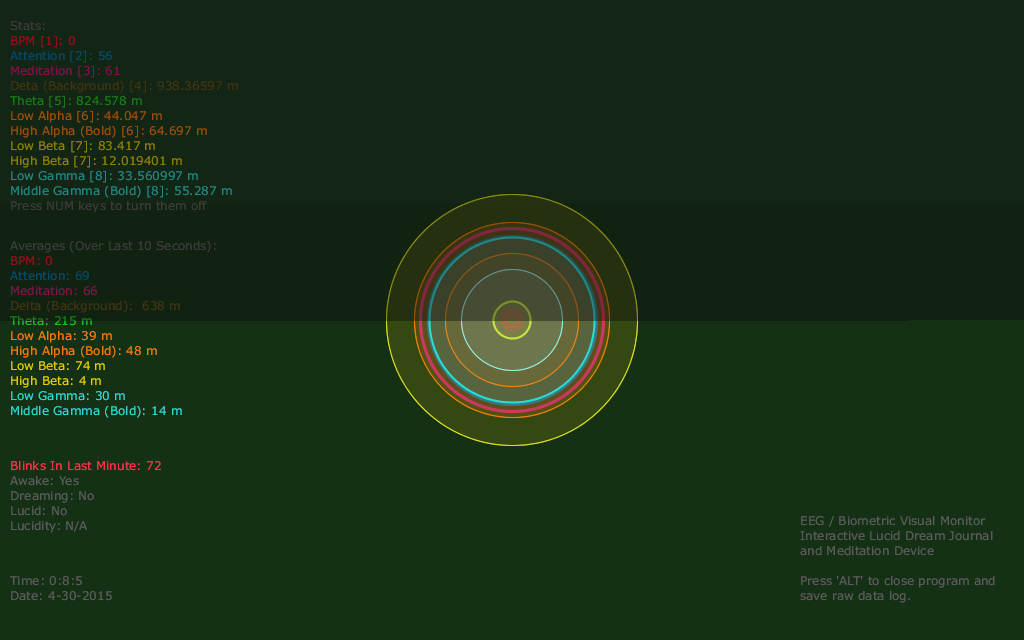 Stats:
BPM [1]: 0
Attention [2]: 56
Meditation [3]: 61
Deta (Background) [4]: 938.36597 m
Theta [5]: 824.578 m
Low Alpha [6]: 44.047 m
High Alpha (Bold) [6]: 64.697 m
Low Beta [7]: 83.417 m
High Beta [7]: 12.019401 m
Low Gamma [8]: 33.560997 m
Middle Gamma (Bold) [8]: 55.287 m
Press NUM keys to turn them off
Averages (Over Last 10 Seconds):
BPM: 0
Attention: 69
Meditation: 66
Delta (Background):  638 m
Theta: 215 m
Low Alpha: 39 m
High Alpha (Bold): 48 m
Low Beta: 74 m
High Beta: 4 m
Low Gamma: 30 m
Middle Gamma (Bold): 14 m
Blinks In Last Minute: 72
Awake: Yes
Dreaming: No
Lucid: No
Lucidity: N/A
Time: 0:8:5
Date: 4-30-2015
EEG / Biometric Visual Monitor
Interactive Lucid Dream Journal
and Meditation Device
Press 'ALT' to close program and
save raw data log.